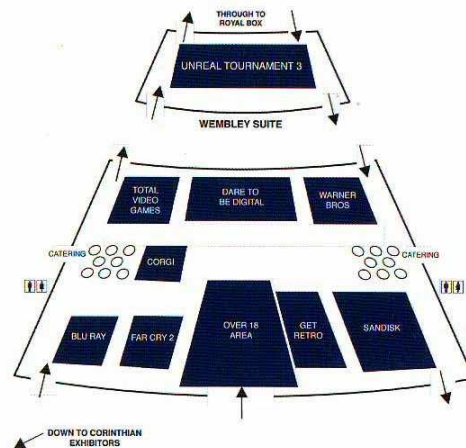 THROUGH TO
ROYAL BOX
UNREAL TOURNAMENT 3
WEMBLEY SUITE
TOTAL
VIDEO
GAMES
DARE TO
BE DIGITAL
WARNER
BROS
CATERING
CORGI
CATERING
BLU RAY
FAR CRY 2
OVER 18
AREA
GET
RETRO
SANDISK
DOWN TO CORINTHIAN
EXHIBITORS